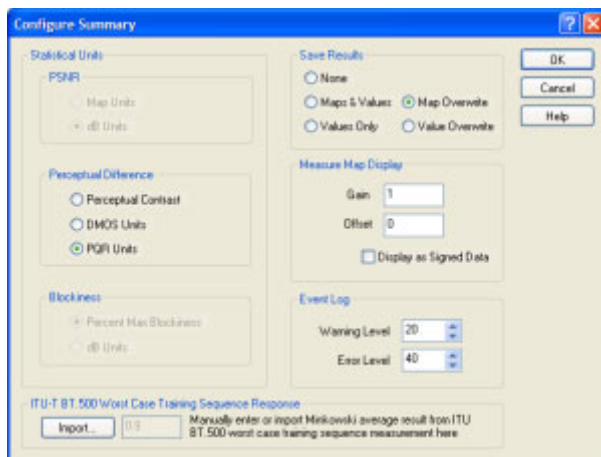 Configure Summary
Statistical Units
PSNR
Map Units
dB Units
Perceptual Difference
Perceptual Contrast
DMOS Units
PQR Units
Blockiness
Percent Max Blockiness
dB Units
Save Results
None
Maps & Values
Map Overwrite
Values Only
Value Overwrite
Measure Map Display
Gain 1
Offset 0
Display as Signed Data
Event Log
Warning Level 20
Error Level 40
OK
Cancel
Help
ITU-T BT.500 Worst Case Training Sequence Response
Import... 0.9
Manually enter or import Minkowski average result from ITU
BT.500 worst case training sequence measurement here